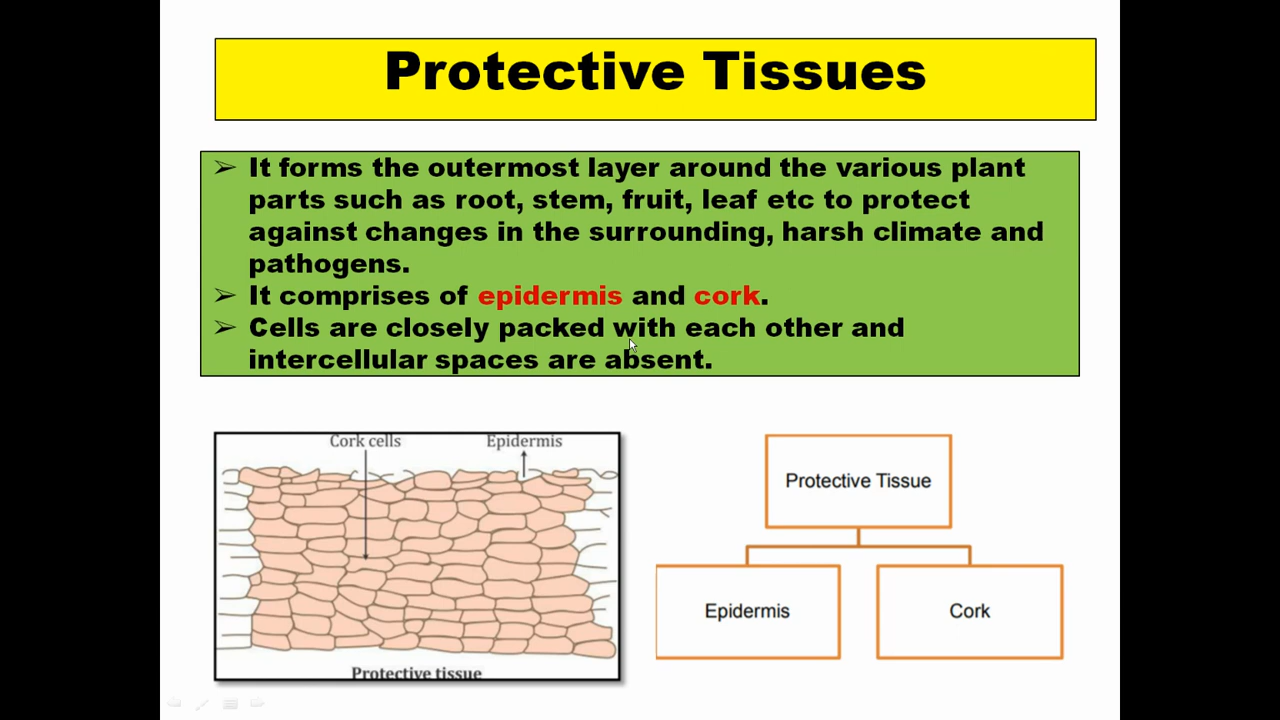 Protective Tissues
➢ It forms the outermost layer around the various plant
parts such as root, stem, fruit, leaf etc to protect
against changes in the surrounding, harsh climate and
pathogens.
➢ It comprises of epidermis and cork.
➢ Cells are closely packed with each other and
intercellular spaces are absent.
Cork cells
Epidermis
Protective tissue
Protective Tissue
Epidermis
Cork